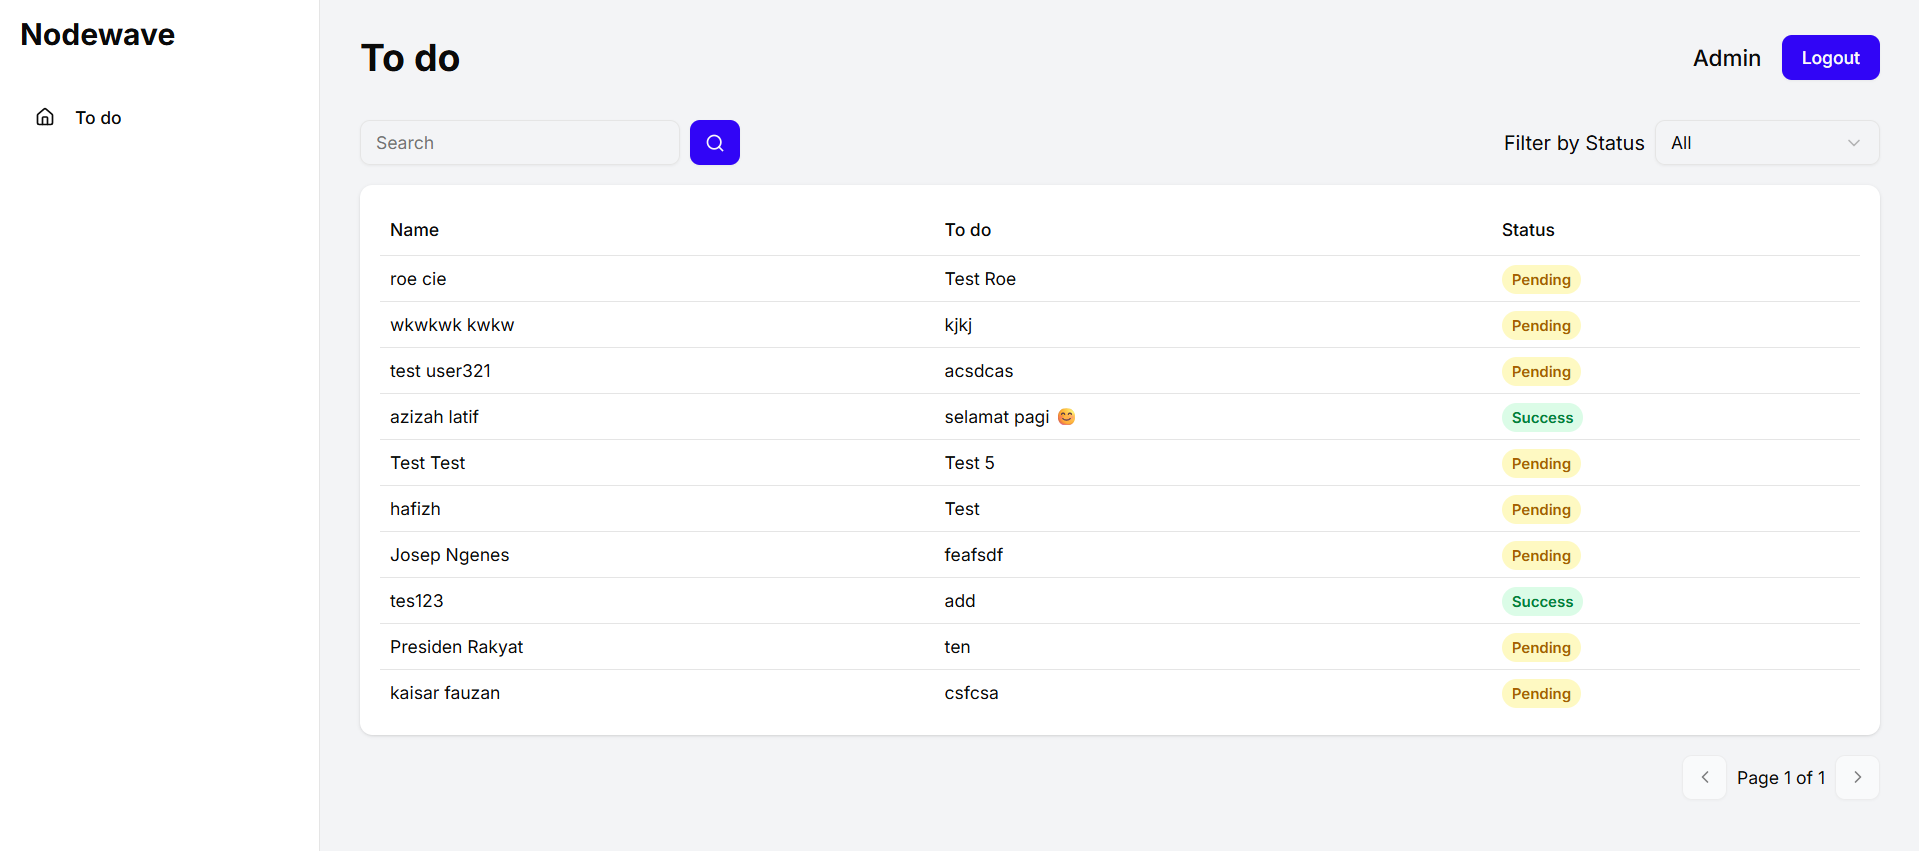 Nodewave
To do
To do
Admin
Logout
Search
Filter by Status
All
Name To do Status
roe cie Test Roe Pending
wkwkwk kwkw kjkj Pending
test user321 acsdcas Pending
azizah latif selamat pagi 😊 Success
Test Test Test 5 Pending
hafizh Test Pending
Josep Ngenes feafsdf Pending
tes123 add Success
Presiden Rakyat ten Pending
kaisar fauzan csfcsa Pending
Page 1 of 1